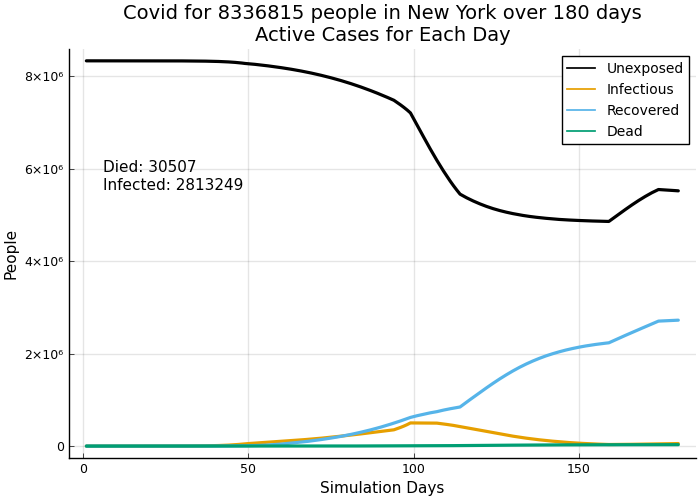 Covid for 8336815 people in New York over 180 days
Active Cases for Each Day
8×10⁶
6×10⁶
4×10⁶
2×10⁶
0
People
Died: 30507
Infected: 2813249
Unexposed
Infectious
Recovered
Dead
0 50 100 150
Simulation Days